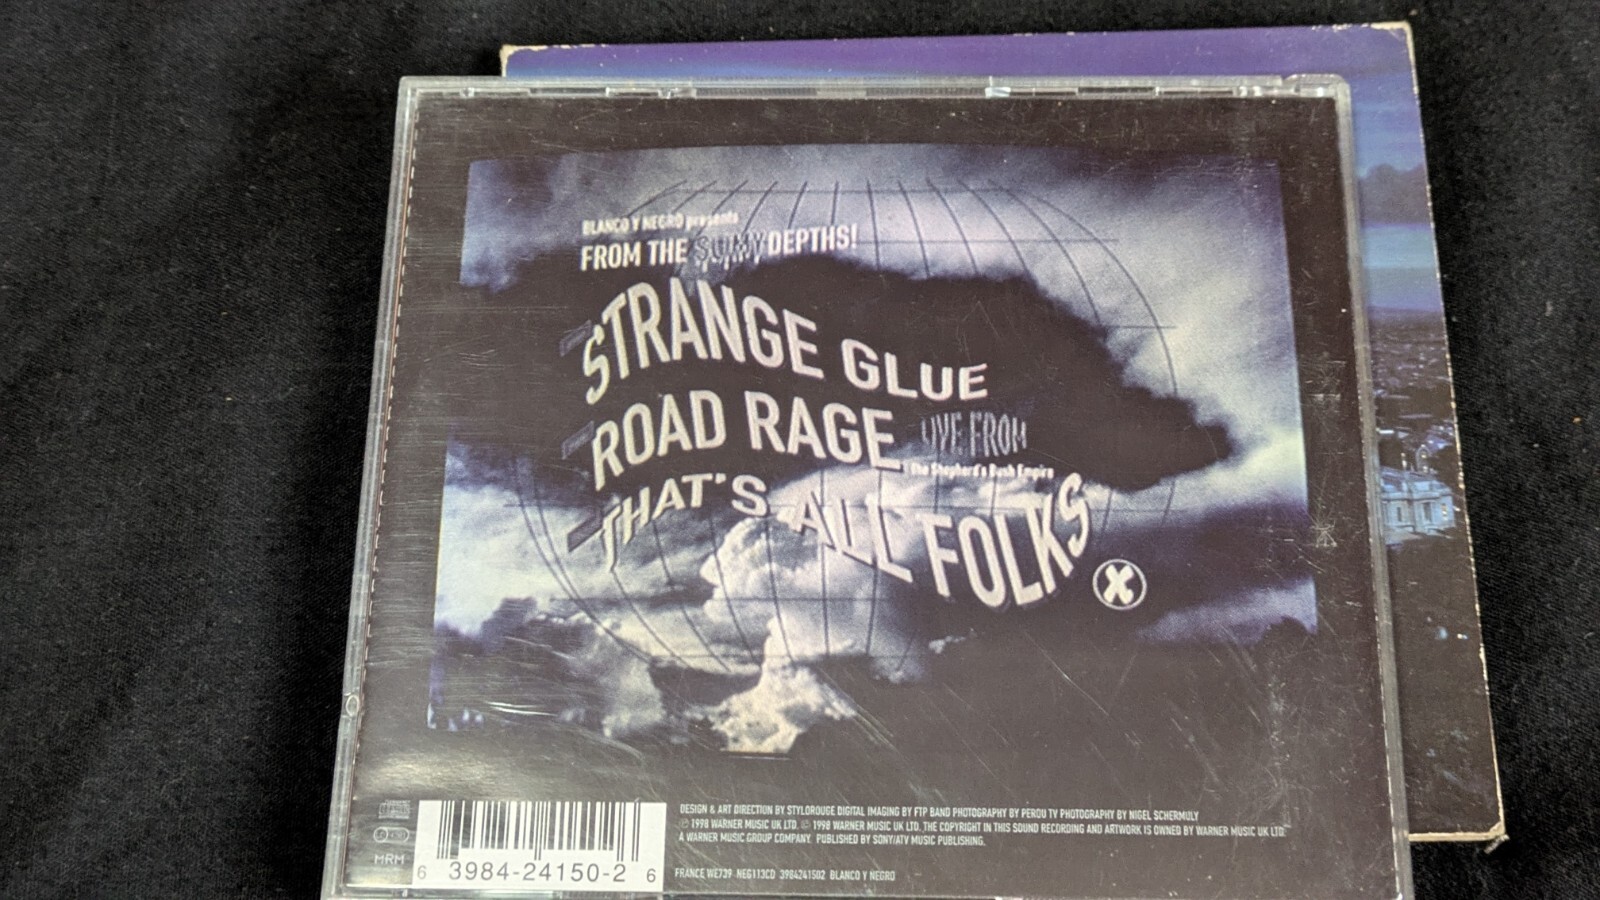 BLANCO Y NEGRO presents
FROM THE SLIMY DEPTHS!
STRANGE GLUE
ROAD RAGE LIVE FROM
The Shepherd's Bush Empire
THAT'S ALL FOLKS
X
DESIGN & ART DIRECTION BY STYLOROUGE DIGITAL IMAGING BY FTP BAND PHOTOGRAPHY BY PEROU TV PHOTOGRAPHY BY NIGEL SCHERMULY
℗ 1998 WARNER MUSIC UK LTD. © 1998 WARNER MUSIC UK LTD. THE COPYRIGHT IN THIS SOUND RECORDING AND ARTWORK IS OWNED BY WARNER MUSIC UK LTD.
A WARNER MUSIC GROUP COMPANY. PUBLISHED BY SONY/ATV MUSIC PUBLISHING.
MRM
6 3984-24150-2 6
FRANCE WE739 NEG113CD 3984241502 BLANCO Y NEGRO